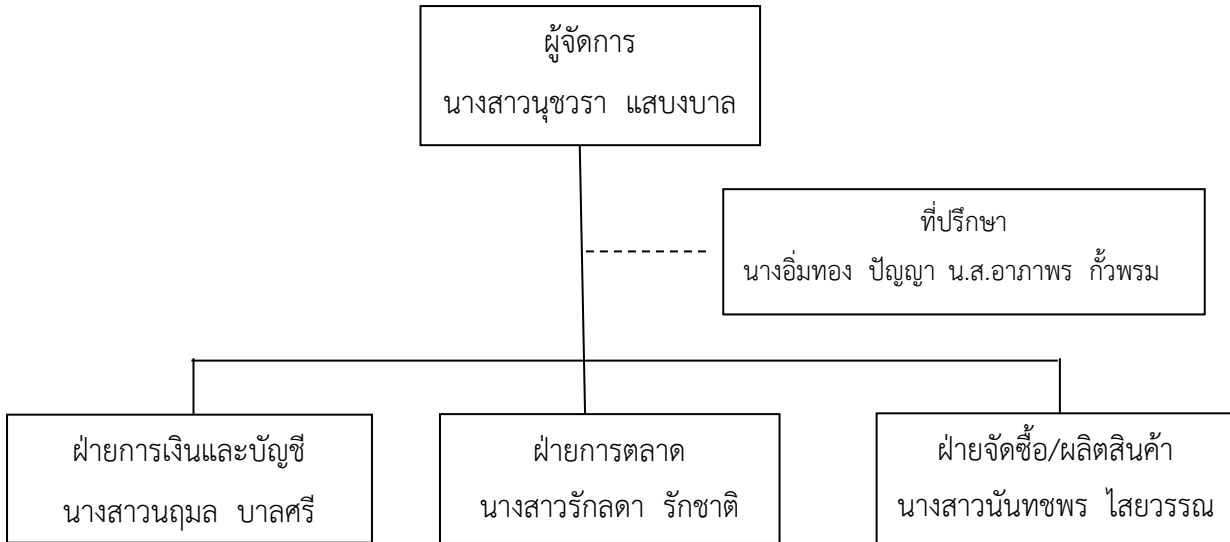 ผู้จัดการ
นางสาวนุชวรา แสบงบาล
ที่ปรึกษา
นางอิ่มทอง ปัญญา น.ส.อาภาพร กั้วพรม
ฝ่ายการเงินและบัญชี
นางสาวนฤมล บาลศรี
ฝ่ายการตลาด
นางสาวรักลดา รักชาติ
ฝ่ายจัดซื้อ/ผลิตสินค้า
นางสาวนันทชพร ไสยวรรณ